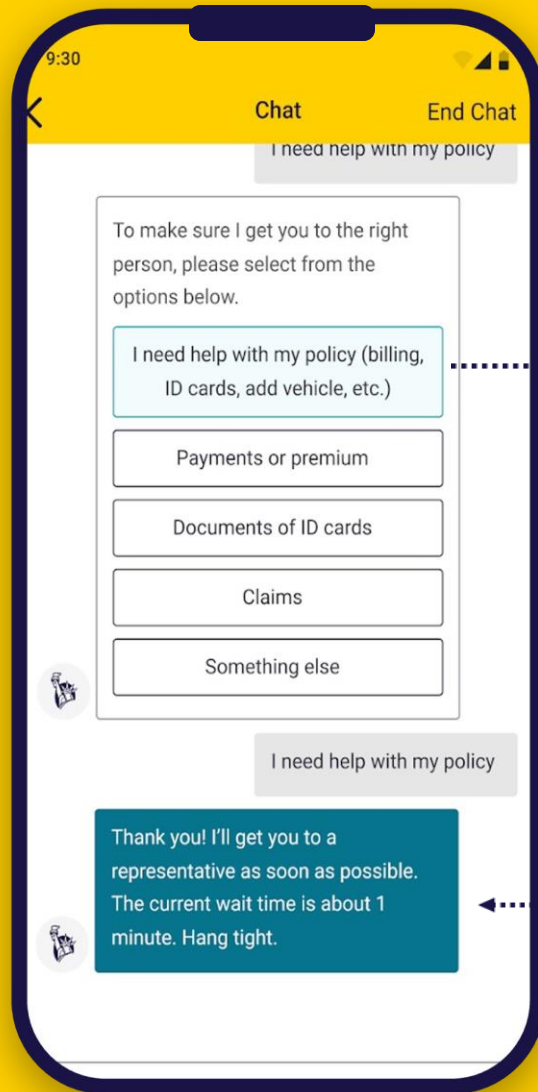 9:30
Chat
End Chat
I need help with my policy
To make sure I get you to the right
person, please select from the
options below.
I need help with my policy (billing,
ID cards, add vehicle, etc.)
Payments or premium
Documents of ID cards
Claims
Something else
I need help with my policy
Thank you! I'll get you to a
representative as soon as possible.
The current wait time is about 1
minute. Hang tight.